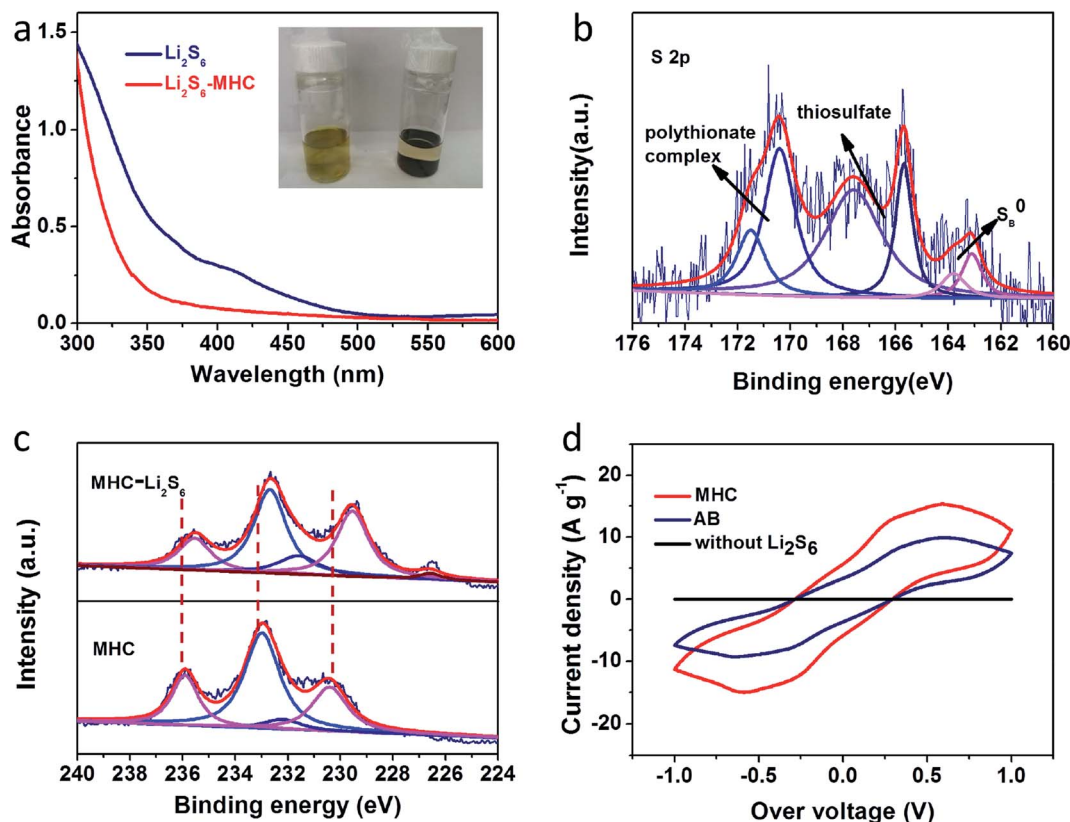 a
Li₂S₆
Li₂S₆-MHC
Absorbance
1.5
1.0
0.5
0.0
300 350 400 450 500 550 600
Wavelength (nm)
b
S 2p
polythionate
complex
thiosulfate
S_B^0
Intensity(a.u.)
176 174 172 170 168 166 164 162 160
Binding energy(eV)
c
MHC-Li₂S₆
MHC
Intensity (a.u.)
240 238 236 234 232 230 228 226 224
Binding energy (eV)
d
MHC
AB
without Li₂S₆
Current density (A g⁻¹)
20
10
0
-10
-20
-1.0 -0.5 0.0 0.5 1.0
Over voltage (V)